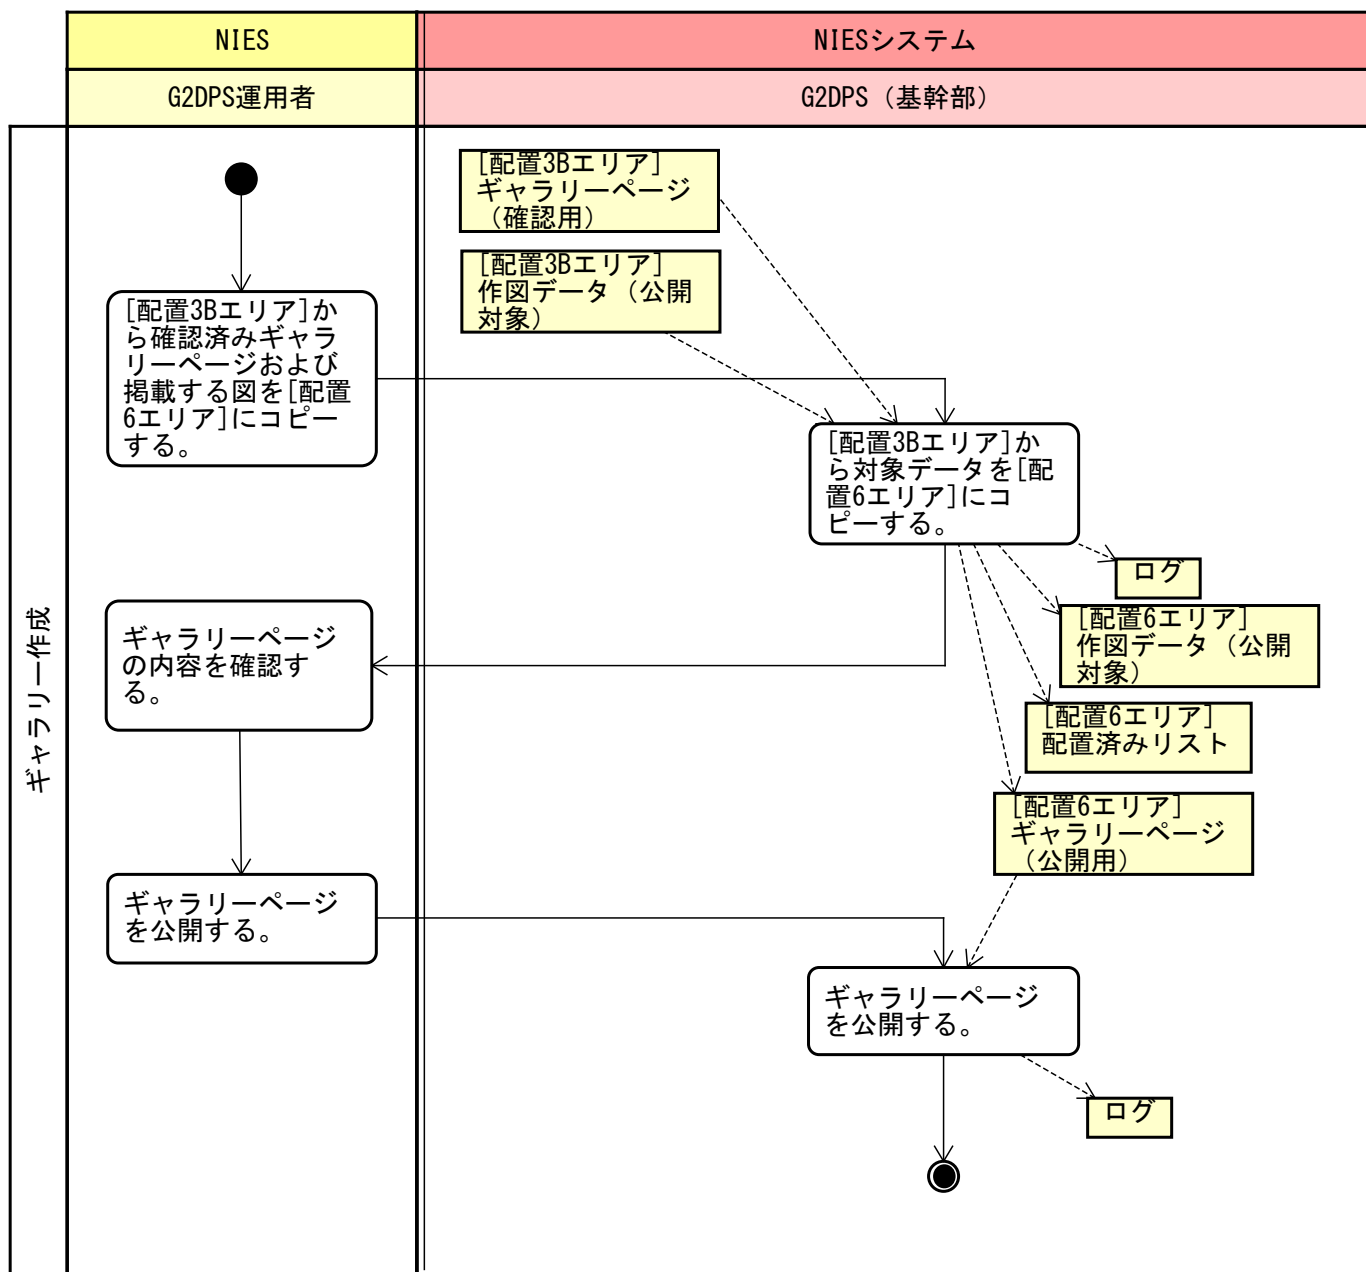 NIES
NIESシステム
G2DPS運用者
G2DPS（基幹部）
ギャラリー作成
[配置3Bエリア]
ギャラリーページ
（確認用）
[配置3Bエリア]
作図データ（公開
対象）
[配置3Bエリア]か
ら確認済みギャラ
リーページおよび
掲載する図を[配置
6エリア]にコピー
する。
[配置3Bエリア]か
ら対象データを[配
置6エリア]にコ
ピーする。
ログ
[配置6エリア]
作図データ（公開
対象）
ギャラリーページ
の内容を確認す
る。
[配置6エリア]
配置済みリスト
[配置6エリア]
ギャラリーページ
（公開用）
ギャラリーページ
を公開する。
ギャラリーページ
を公開する。
ログ